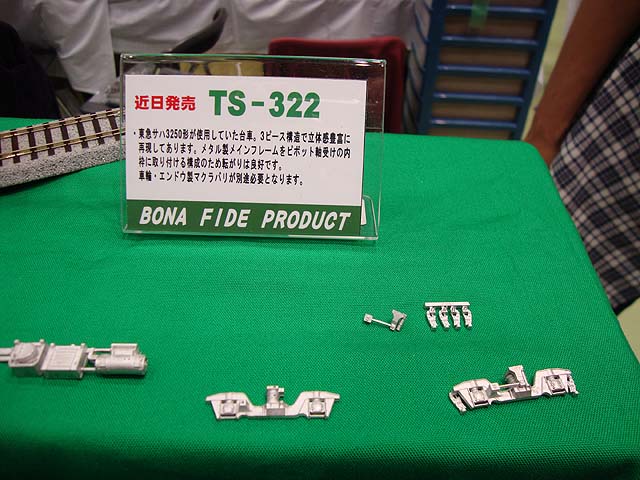 近日発売 TS-322
・東急サハ3250形が使用していた台車。3ピース構造で立体感豊富に
再現してあります。メタル製メインフレームをピボット軸受けの内
枠に取り付ける構成のため転がりは良好です。
車輪・エンドウ製マクラバリが別途必要となります。
BONA FIDE PRODUCT